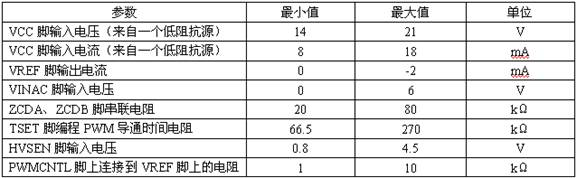 参数 最小值 最大值 单位
VCC 脚输入电压（来自一个低阻抗源） 14 21 V
VCC 脚输入电流（来自一个低阻抗源） 8 18 mA
VREF 脚输出电流 0 -2 mA
VINAC 脚输入电压 0 6 V
ZCDA、ZCDB 脚串联电阻 20 80 kΩ
TSET 脚编程 PWM 导通时间电阻 66.5 270 kΩ
HVSEN 脚输入电压 0.8 4.5 V
PWMCNTL 脚上连接到 VREF 脚上的电阻 1 10 kΩ